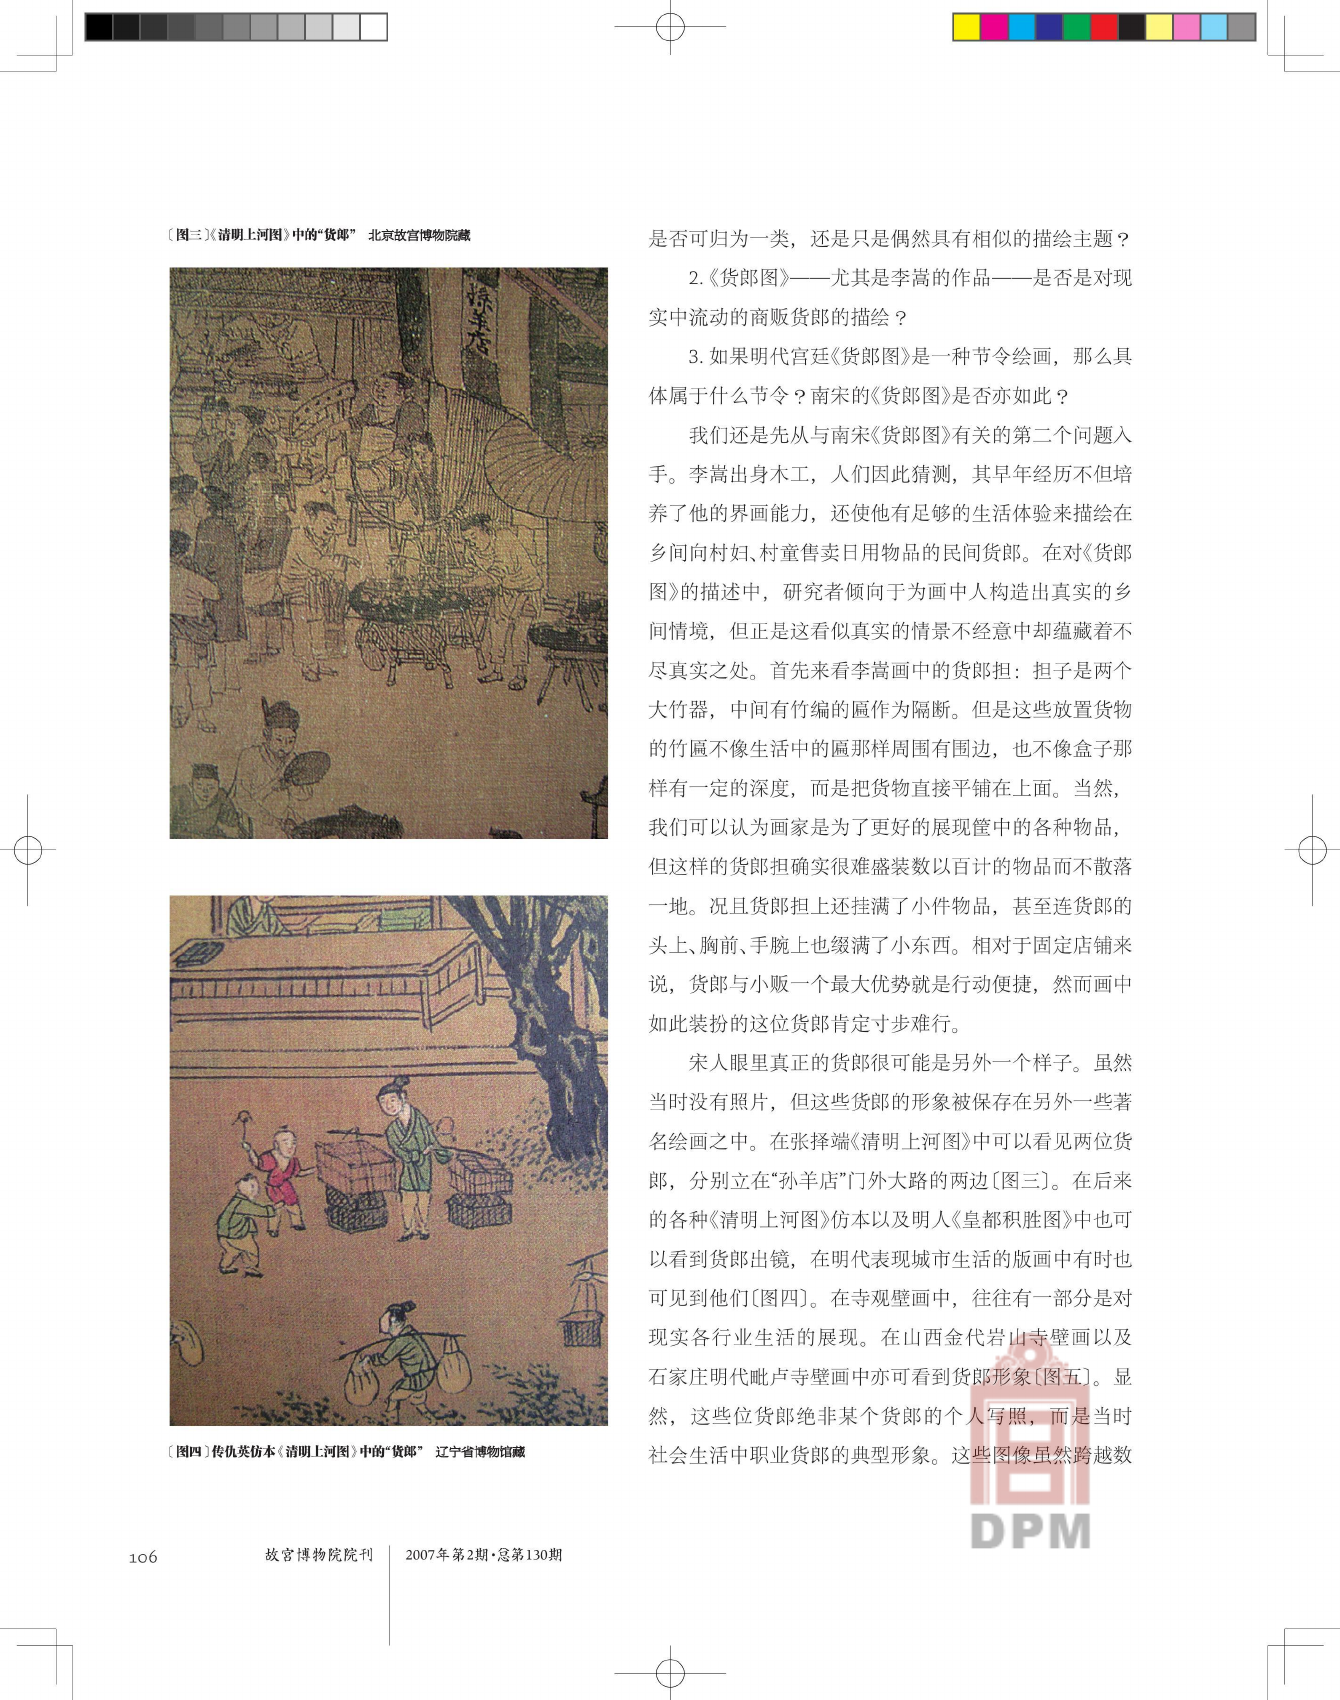 〔图三〕《清明上河图》中的“货郎” 北京故宫博物院藏
孫羊店
〔图四〕传仇英仿本《清明上河图》中的“货郎” 辽宁省博物馆藏
是否可归为一类，还是只是偶然具有相似的描绘主题？
2.《货郎图》——尤其是李嵩的作品——是否是对现
实中流动的商贩货郎的描绘？
3. 如果明代宫廷《货郎图》是一种节令绘画，那么具
体属于什么节令？南宋的《货郎图》是否亦如此？
我们还是先从与南宋《货郎图》有关的第二个问题入
手。李嵩出身木工，人们因此猜测，其早年经历不但培
养了他的界画能力，还使他有足够的生活体验来描绘在
乡间向村妇、村童售卖日用物品的民间货郎。在对《货郎
图》的描述中，研究者倾向于为画中人构造出真实的乡
间情境，但正是这看似真实的情景不经意中却蕴藏着不
尽真实之处。首先来看李嵩画中的货郎担：担子是两个
大竹器，中间有竹编的匾作为隔断。但是这些放置货物
的竹匾不像生活中的匾那样周围有围边，也不像盒子那
样有一定的深度，而是把货物直接平铺在上面。当然，
我们可以认为画家是为了更好的展现筐中的各种物品，
但这样的货郎担确实很难盛装数以百计的物品而不散落
一地。况且货郎担上还挂满了小件物品，甚至连货郎的
头上、胸前、手腕上也缀满了小东西。相对于固定店铺来
说，货郎与小贩一个最大优势就是行动便捷，然而画中
如此装扮的这位货郎肯定寸步难行。
宋人眼里真正的货郎很可能是另外一个样子。虽然
当时没有照片，但这些货郎的形象被保存在另外一些著
名绘画之中。在张择端《清明上河图》中可以看见两位货
郎，分别立在“孙羊店”门外大路的两边〔图三〕。在后来
的各种《清明上河图》仿本以及明人《皇都积胜图》中也可
以看到货郎出镜，在明代表现城市生活的版画中有时也
可见到他们〔图四〕。在寺观壁画中，往往有一部分是对
现实各行业生活的展现。在山西金代岩山寺壁画以及
石家庄明代毗卢寺壁画中亦可看到货郎形象〔图五〕。显
然，这些位货郎绝非某个货郎的个人写照，而是当时
社会生活中职业货郎的典型形象。这些图像虽然跨越数
DPM
106 故宫博物院院刊 2007年第2期·总第130期